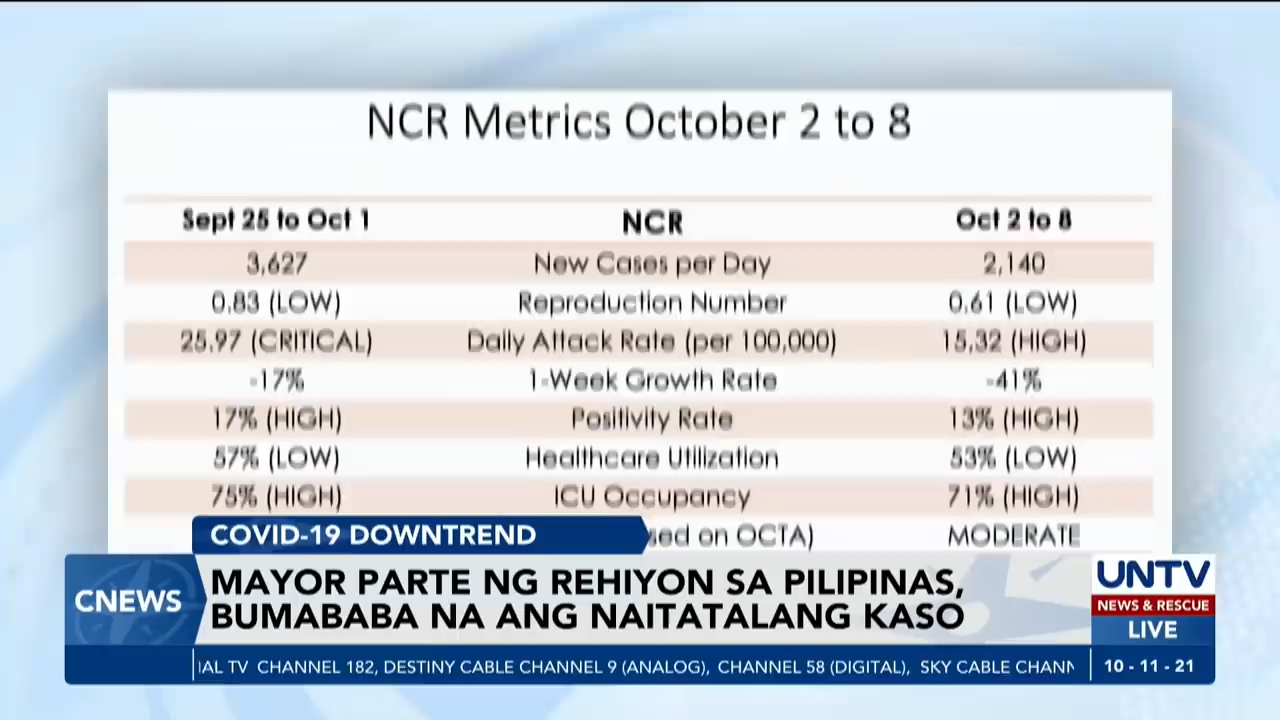 NCR Metrics October 2 to 8
Sept 25 to Oct 1 NCR Oct 2 to 8
3,627 New Cases per Day 2,140
0.83 (LOW) Reproduction Number 0.61 (LOW)
25.97 (CRITICAL) Daily Attack Rate (per 100,000) 15.32 (HIGH)
-17% 1-Week Growth Rate -41%
17% (HIGH) Positivity Rate 13% (HIGH)
57% (LOW) Healthcare Utilization 53% (LOW)
75% (HIGH) ICU Occupancy 71% (HIGH)
on OCTA) MODERATE
COVID-19 DOWNTREND
CNEWS
MAYOR PARTE NG REHIYON SA PILIPINAS,
BUMABABA NA ANG NAITATALANG KASO
UNTV
NEWS & RESCUE
LIVE
TV CHANNEL 182, DESTINY CABLE CHANNEL 9 (ANALOG), CHANNEL 58 (DIGITAL), SKY CABLE
10 - 11 - 21